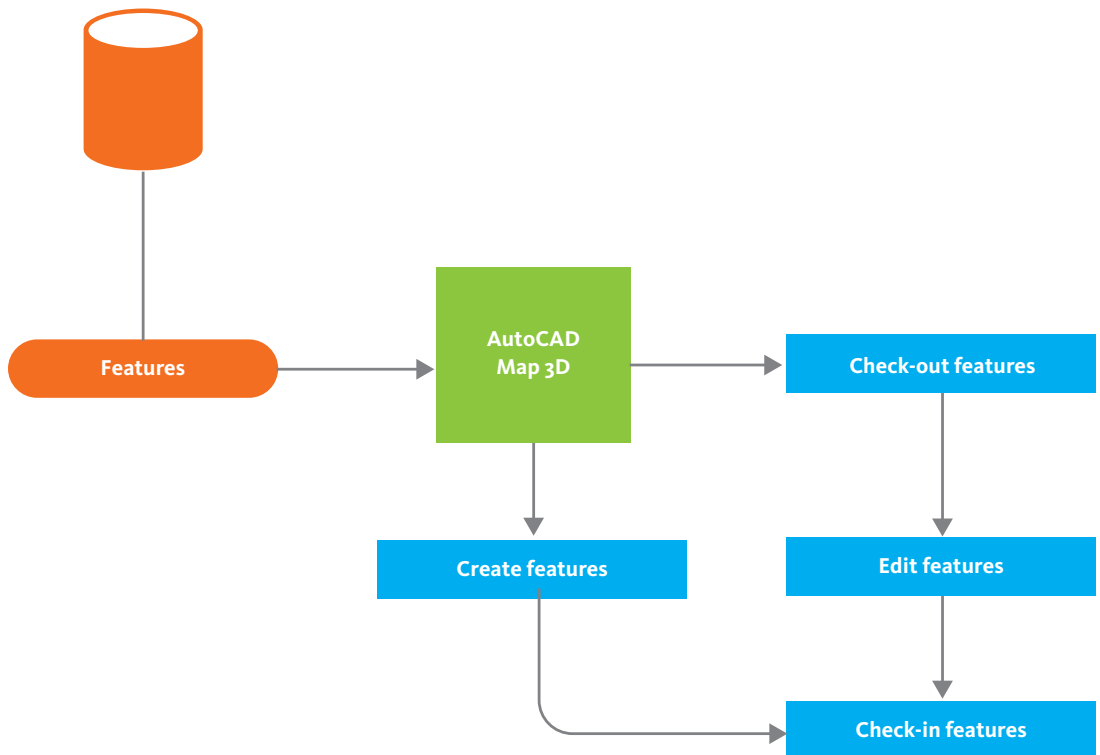 AutoCAD
Map 3D
Features
Check-out features
Create features
Edit features
Check-in features